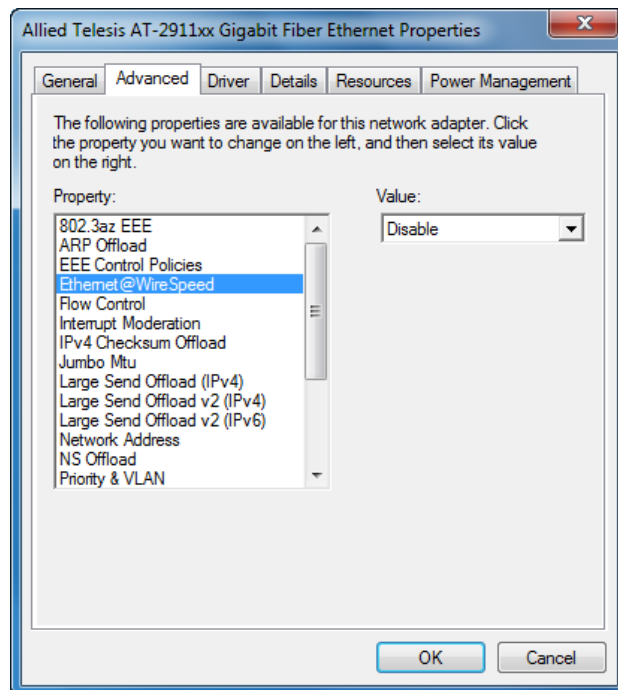 Allied Telesis AT-2911xx Gigabit Fiber Ethernet Properties
General Advanced Driver Details Resources Power Management
The following properties are available for this network adapter. Click
the property you want to change on the left, and then select its value
on the right.
Property: Value:
802.3az EEE Disable
ARP Offload
EEE Control Policies
Ethernet@WireSpeed
Flow Control
Interrupt Moderation
IPv4 Checksum Offload
Jumbo Mtu
Large Send Offload (IPv4)
Large Send Offload v2 (IPv4)
Large Send Offload v2 (IPv6)
Network Address
NS Offload
Priority & VLAN
OK Cancel